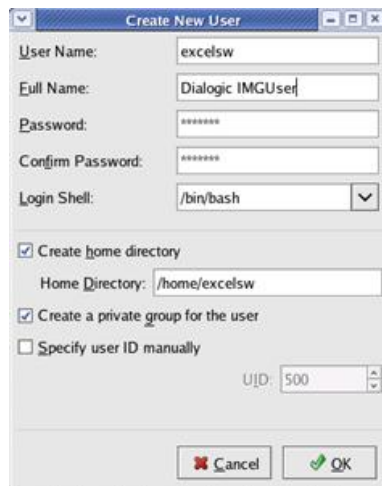 Create New User
User Name: excelsw
Full Name: Dialogic IMGUser
Password: *******
Confirm Password: *******
Login Shell: /bin/bash
Create home directory
Home Directory: /home/excelsw
Create a private group for the user
Specify user ID manually
UID: 500
Cancel OK